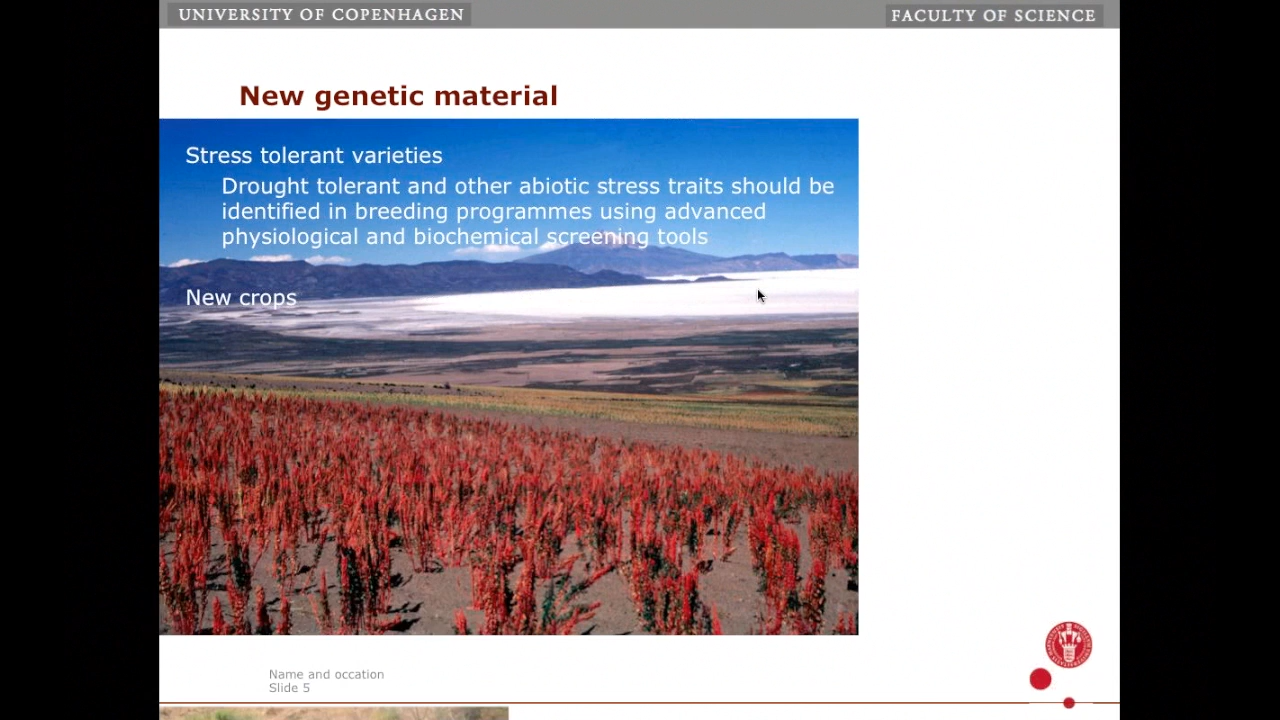 UNIVERSITY OF COPENHAGEN
FACULTY OF SCIENCE
New genetic material
Stress tolerant varieties
Drought tolerant and other abiotic stress traits should be
identified in breeding programmes using advanced
physiological and biochemical screening tools
New crops
Name and occation
Slide 5